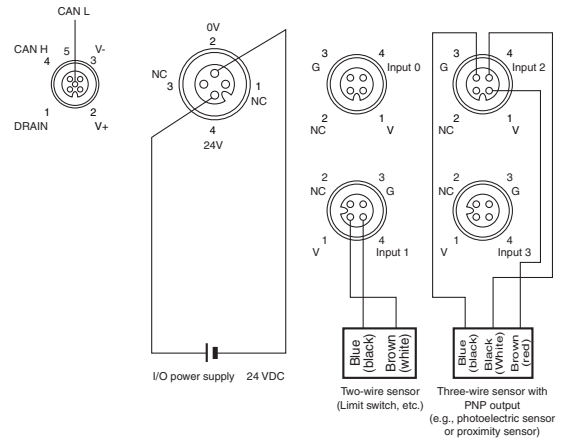 CAN L
CAN H
5
V-
4
3
1
2
DRAIN
V+
0V
2
NC
3
1
NC
4
24V
3
4
G
Input 0
2
1
NC
V
3
4
G
Input 2
2
1
NC
V
2
3
NC
G
1
4
V
Input 1
2
3
NC
G
1
4
V
Input 3
Blue
(black)
Brown
(white)
Blue
(black)
Black
(White)
Brown
(red)
I/O power supply 24 VDC
Two-wire sensor
(Limit switch, etc.)
Three-wire sensor with
PNP output
(e.g., photoelectric sensor
or proximity sensor)